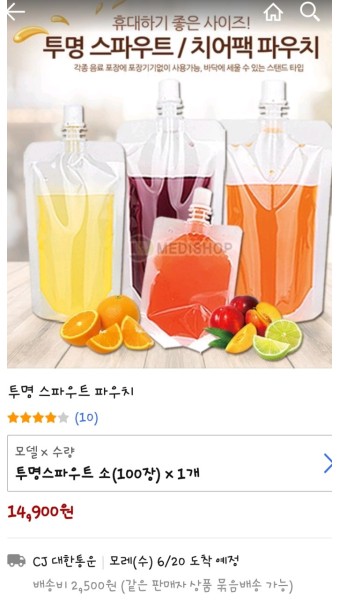 휴대하기 좋은 사이즈!
투명 스파우트 / 치어팩 파우치
각종 음료 포장에 포장기기없이 사용가능, 바닥에 세울 수 있는 스탠드 타입
MEDISHOP
투명 스파우트 파우치
(10)
모델 x 수량
투명스파우트 소(100장) x 1개
14,900원
CJ 대한통운 | 모레(수) 6/20 도착 예정
배송비 2,500원 (같은 판매자 상품 묶음배송 가능)